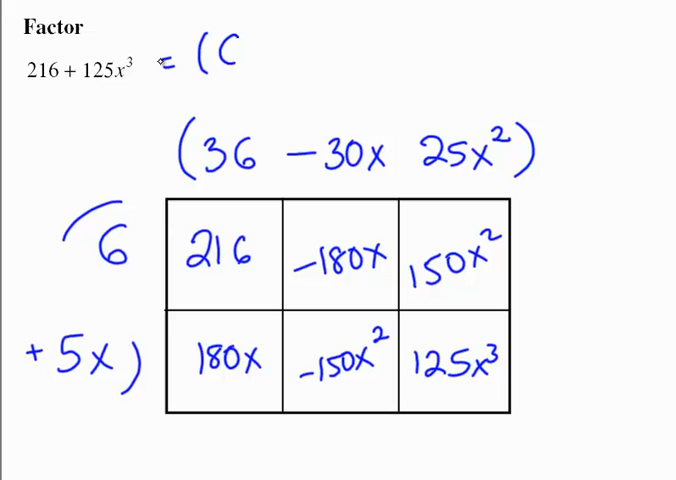 Factor
216 + 125x³ = ( (
(36 - 30x 25x²)
( 6 216 -180x 150x²
+ 5x ) 180x -150x² 125x³